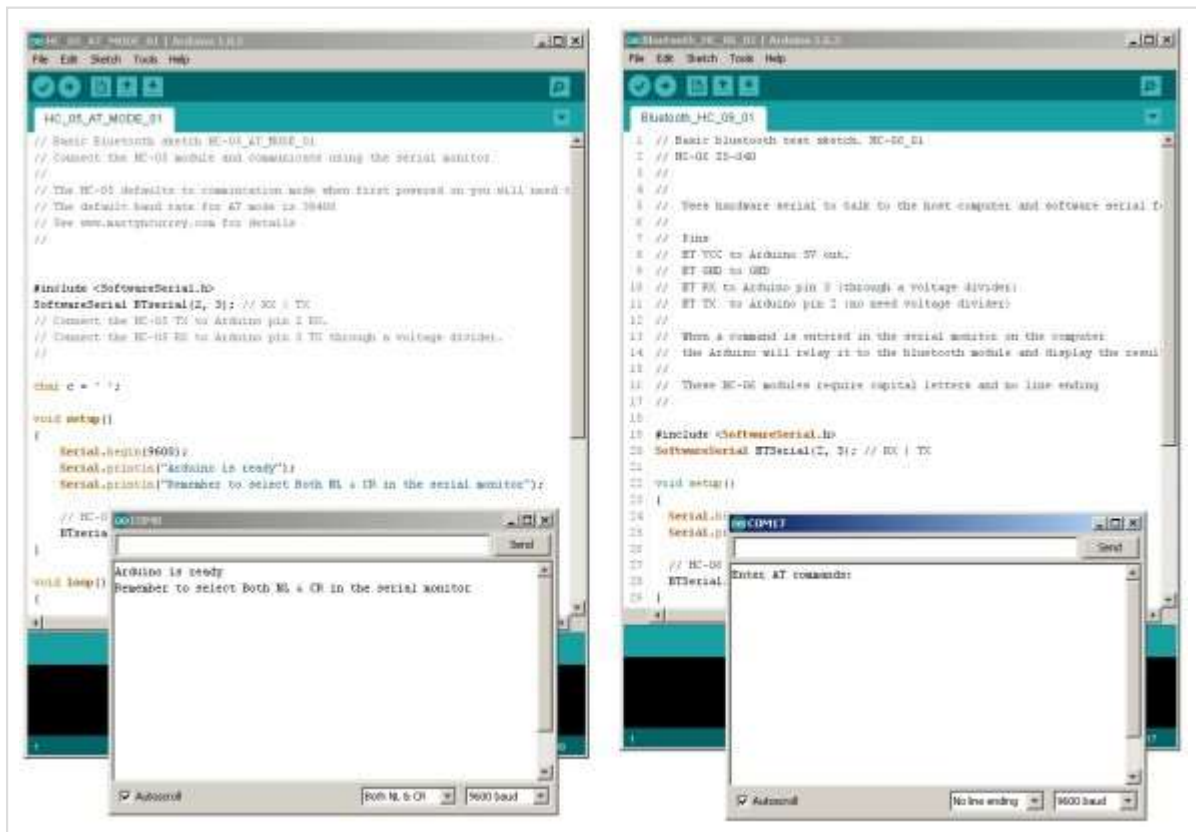 HC_05_AT_MODE_01 | Arduino 1.6.3
File Edit Sketch Tools Help
HC_05_AT_MODE_01
// Basic Bluetooth sketch HC-05_AT_MODE_01
// Connect the HC-05 module and communicate using the serial monitor
//
// The HC-05 defaults to commincation mode when first powered on you will need t
// The default baud rate for AT mode is 38400
// See www.martyncurrey.com for details
//
#include <SoftwareSerial.h>
SoftwareSerial BTserial(2, 3); // RX | TX
// Connect the HC-05 TX to Arduino pin 2 RX.
// Connect the HC-05 RX to Arduino pin 3 TX through a voltage divider.
//
char c = ' ';
void setup()
{
Serial.begin(9600);
Serial.println("Arduino is ready");
Serial.println("Remember to select Both NL & CR in the serial monitor");
// HC-0
BTseria
}
void loop()
{
Send
Arduino is ready
Remember to select Both NL & CR in the serial monitor
Autoscroll
Both NL & CR
9600 baud
1
File Edit Sketch Tools Help
Bluetooth_HC_09_01
1 // Basic bluetooth test sketch. HC-06_01
2 // HC-06 ZS-040
3 //
4 //
5 // Uses hardware serial to talk to the host computer and software serial f
6 //
7 // Pins
8 // BT VCC to Arduino 5V out.
9 // BT GND to GND
10 // BT RX to Arduino pin 3 (through a voltage divider)
11 // BT TX to Arduino pin 2 (no need voltage divider)
12 //
13 // When a command is entered in the serial monitor on the computer
14 // the Arduino will relay it to the bluetooth module and display the resul
15 //
16 // These HC-06 modules require capital letters and no line ending
17 //
18
19 #include <SoftwareSerial.h>
20 SoftwareSerial BTSerial(2, 3); // RX | TX
21
22 void setup()
23 {
24 Serial.b
25 Serial.p
26
27 // HC-06
28 BTSerial.
29 }
COM17
Send
Enter AT commands:
Autoscroll
No line ending
9600 baud
1
17